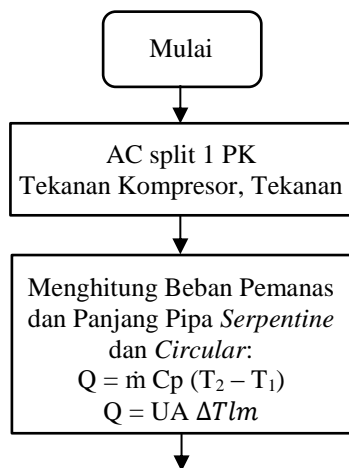 Mulai
AC split 1 PK
Tekanan Kompresor, Tekanan
Menghitung Beban Pemanas
dan Panjang Pipa Serpentine
dan Circular:
Q = ṁ Cp (T₂ – T₁)
Q = UA ΔTlm